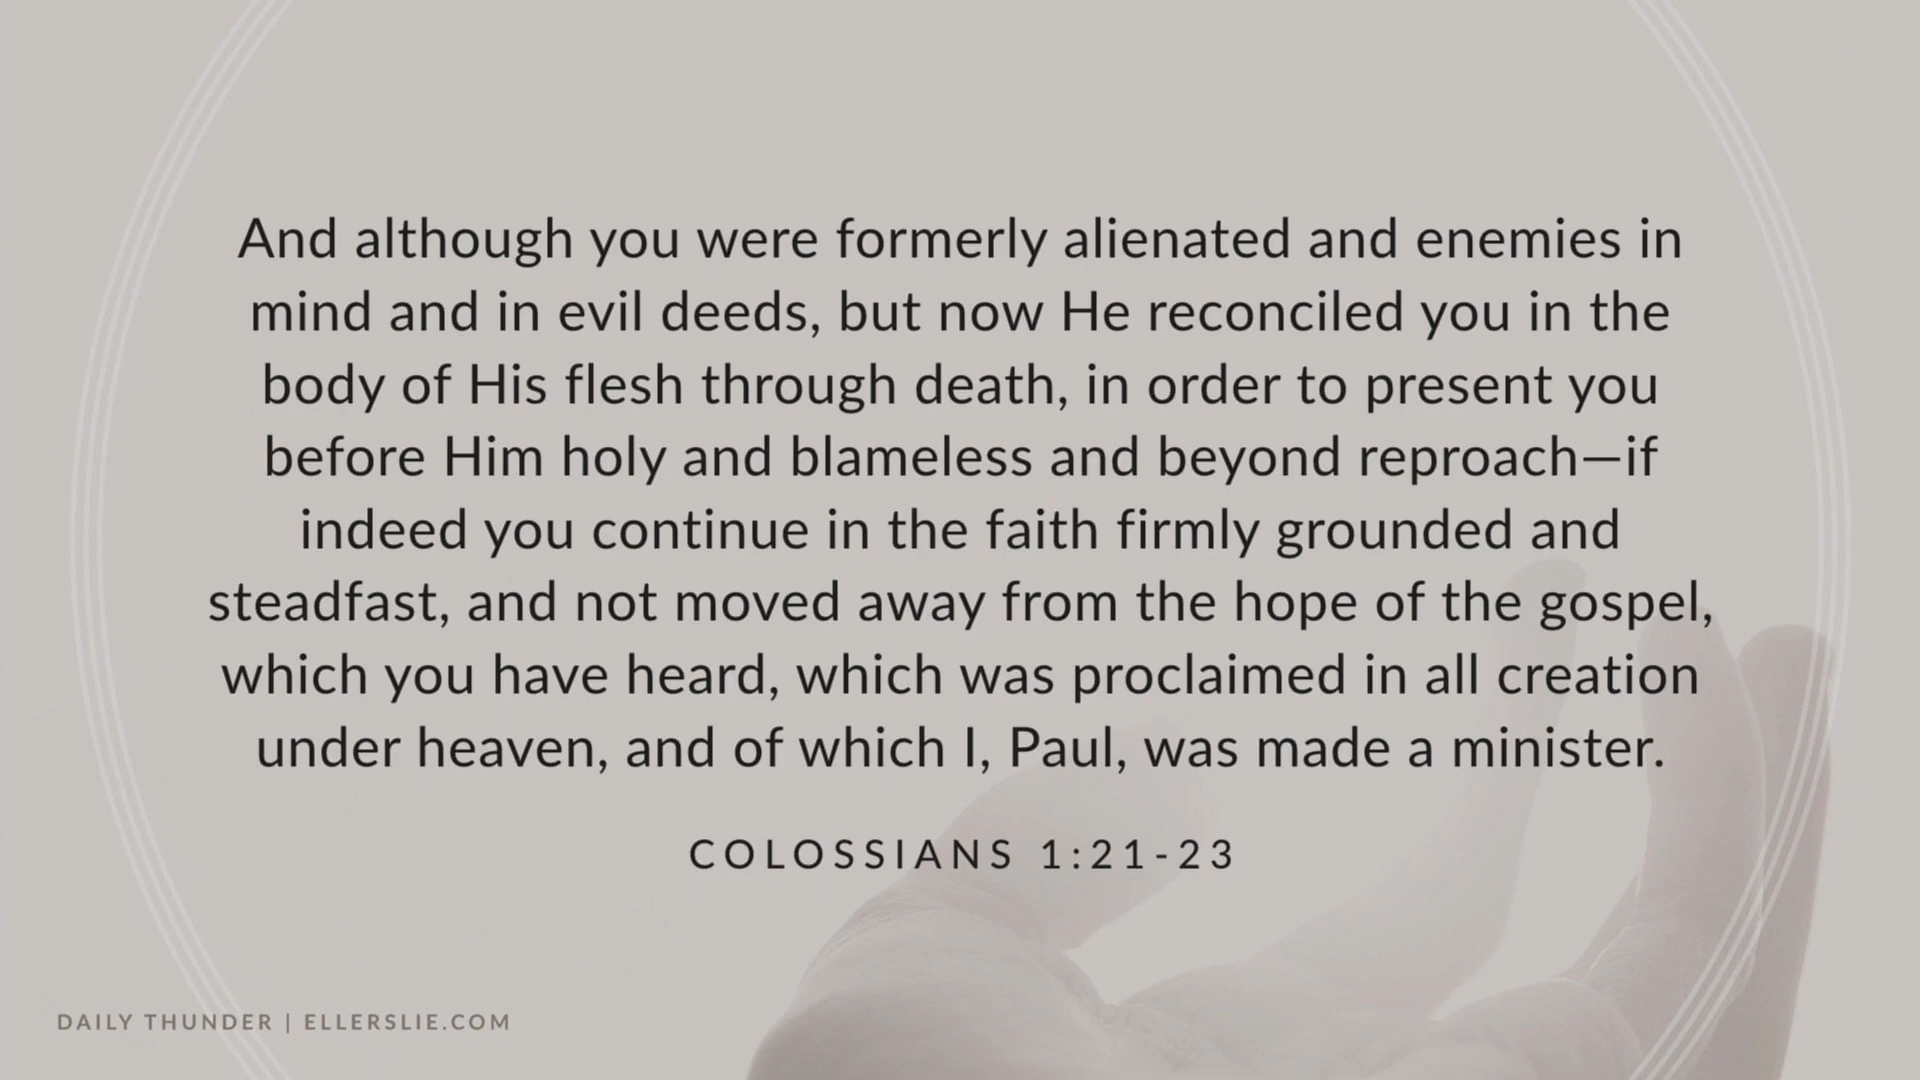 And although you were formerly alienated and enemies in
mind and in evil deeds, but now He reconciled you in the
body of His flesh through death, in order to present you
before Him holy and blameless and beyond reproach—if
indeed you continue in the faith firmly grounded and
steadfast, and not moved away from the hope of the gospel,
which you have heard, which was proclaimed in all creation
under heaven, and of which I, Paul, was made a minister.
COLOSSIANS 1:21-23
DAILY THUNDER | ELLERSLIE.COM